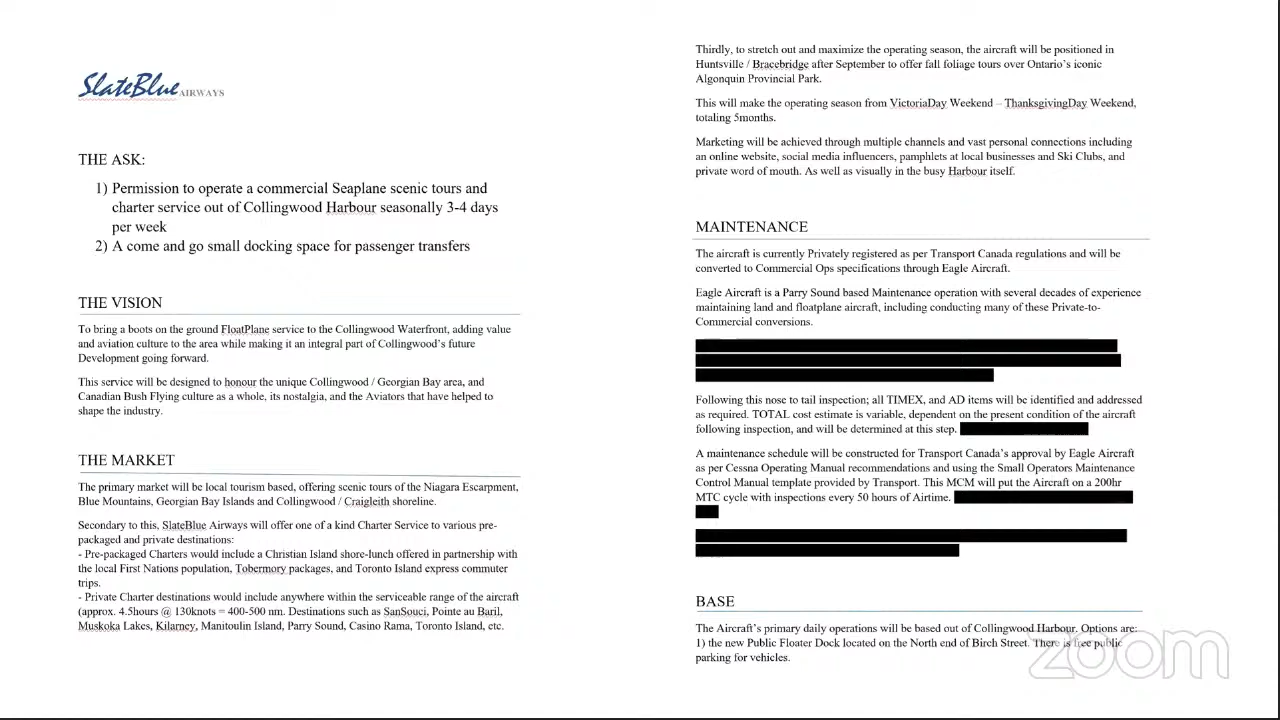 SlateBlue AIRWAYS
THE ASK:
1) Permission to operate a commercial Seaplane scenic tours and
charter service out of Collingwood Harbour seasonally 3-4 days
per week
2) A come and go small docking space for passenger transfers
THE VISION
To bring a boots on the ground FloatPlane service to the Collingwood Waterfront, adding value
and aviation culture to the area while making it an integral part of Collingwood's future
Development going forward.
This service will be designed to honour the unique Collingwood / Georgian Bay area, and
Canadian Bush Flying culture as a whole, its nostalgia, and the Aviators that have helped to
shape the industry.
THE MARKET
The primary market will be local tourism based, offering scenic tours of the Niagara Escarpment,
Blue Mountains, Georgian Bay Islands and Collingwood / Craigleith shoreline.
Secondary to this, SlateBlue Airways will offer one of a kind Charter Service to various pre-
packaged and private destinations:
- Pre-packaged Charters would include a Christian Island shore-lunch offered in partnership with
the local First Nations population, Tobermory packages, and Toronto Island express commuter
trips.
- Private Charter destinations would include anywhere within the serviceable range of the aircraft
(approx. 4.5hours @ 130knots = 400-500 nm. Destinations such as SanSouci, Pointe au Baril,
Muskoka Lakes, Kilarney, Manitoulin Island, Parry Sound, Casino Rama, Toronto Island, etc.
Thirdly, to stretch out and maximize the operating season, the aircraft will be positioned in
Huntsville / Bracebridge after September to offer fall foliage tours over Ontario's iconic
Algonquin Provincial Park.
This will make the operating season from VictoriaDay Weekend – ThanksgivingDay Weekend,
totaling 5months.
Marketing will be achieved through multiple channels and vast personal connections including
an online website, social media influencers, pamphlets at local businesses and Ski Clubs, and
private word of mouth. As well as visually in the busy Harbour itself.
MAINTENANCE
The aircraft is currently Privately registered as per Transport Canada regulations and will be
converted to Commercial Ops specifications through Eagle Aircraft.
Eagle Aircraft is a Parry Sound based Maintenance operation with several decades of experience
maintaining land and floatplane aircraft, including conducting many of these Private-to-
Commercial conversions.
Following this nose to tail inspection; all TIMEX, and AD items will be identified and addressed
as required. TOTAL cost estimate is variable, dependent on the present condition of the aircraft
following inspection, and will be determined at this step.
A maintenance schedule will be constructed for Transport Canada's approval by Eagle Aircraft
as per Cessna Operating Manual recommendations and using the Small Operators Maintenance
Control Manual template provided by Transport. This MCM will put the Aircraft on a 200hr
MTC cycle with inspections every 50 hours of Airtime.
BASE
The Aircraft's primary daily operations will be based out of Collingwood Harbour. Options are:
1) the new Public Floater Dock located on the North end of Birch Street. There is free public
parking for vehicles.
zoom